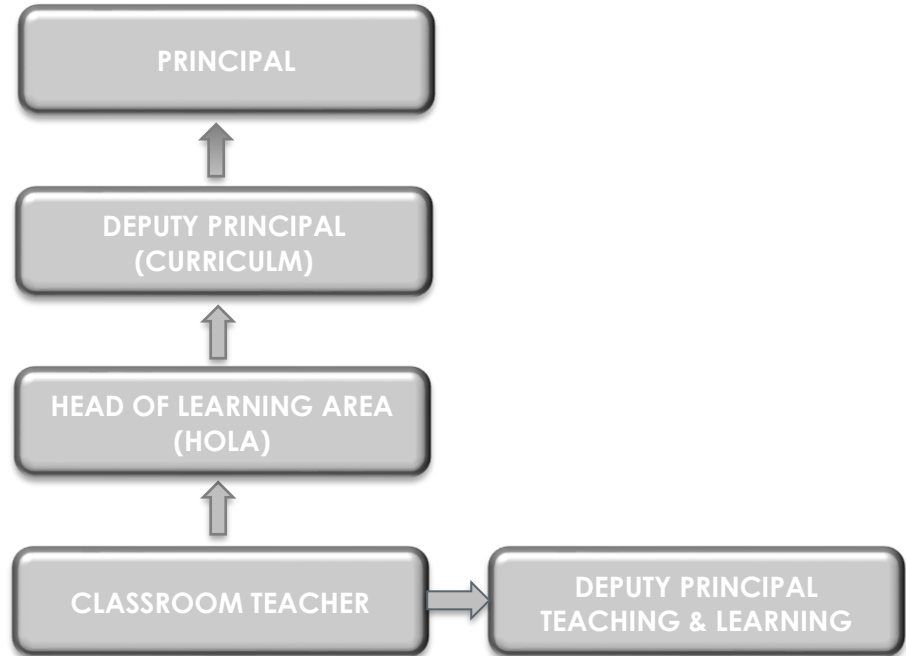 PRINCIPAL
DEPUTY PRINCIPAL
(CURRICULM)
HEAD OF LEARNING AREA
(HOLA)
CLASSROOM TEACHER
DEPUTY PRINCIPAL
TEACHING & LEARNING